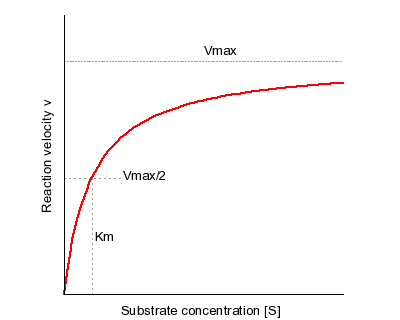 Vmax
Reaction velocity v
Vmax/2
Km
Substrate concentration [S]